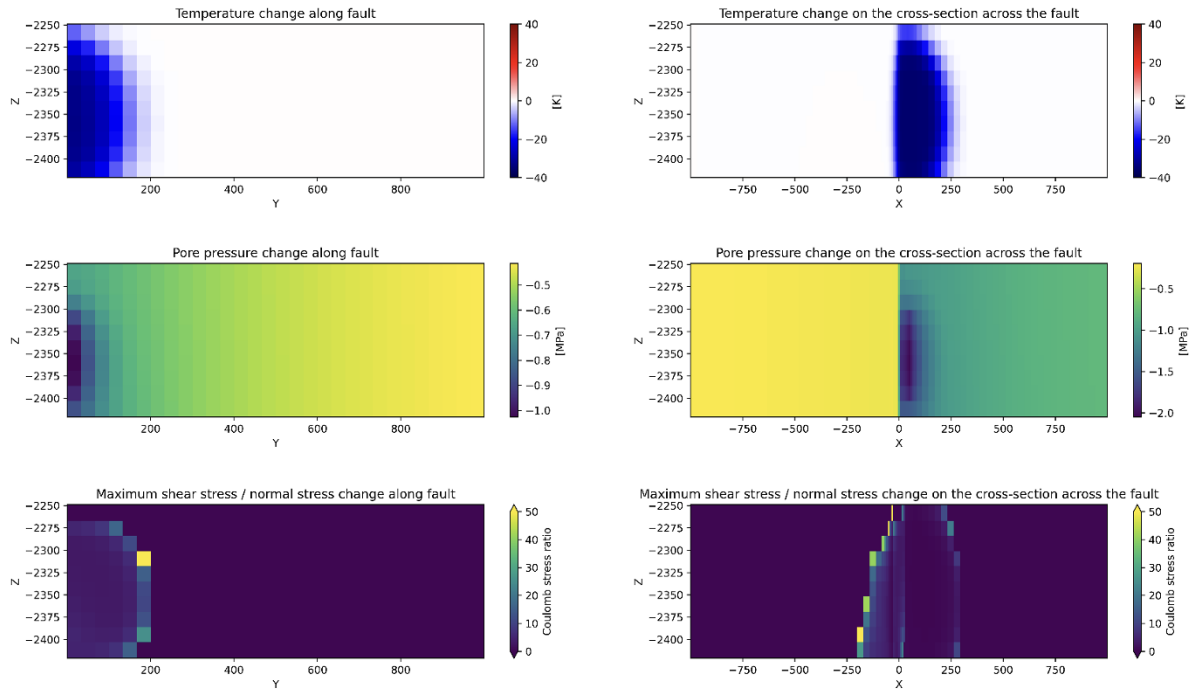 Temperature change along fault
−2250
−2300
−2350
−2400
Z
200 400 600 800
Y
40
20
0
−20
−40
[K]
Temperature change on the cross-section across the fault
−2250
−2275
−2300
−2325
−2350
−2375
−2400
Z
−750 −500 −250 0 250 500 750
X
40
20
0
−20
−40
[K]
Pore pressure change along fault
−2250
−2275
−2300
−2325
−2350
−2375
−2400
Z
200 400 600 800
Y
−0.5
−0.6
−0.7
−0.8
−0.9
−1.0
[MPa]
Pore pressure change on the cross-section across the fault
−2250
−2275
−2300
−2325
−2350
−2375
−2400
Z
−750 −500 −250 0 250 500 750
X
−0.5
−1.0
−1.5
−2.0
[MPa]
Maximum shear stress / normal stress change along fault
−2250
−2275
−2300
−2325
−2350
−2375
−2400
Z
200 400 600 800
Y
50
40
30
20
10
0
Coulomb stress ratio
Maximum shear stress / normal stress change on the cross-section across the fault
−2250
−2275
−2300
−2325
−2350
−2375
−2400
Z
−750 −500 −250 0 250 500 750
X
50
40
30
20
10
0
Coulomb stress ratio